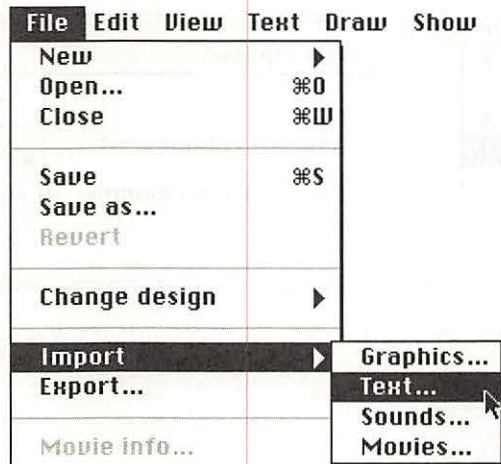 File Edit View Text Draw Show
New
Open... ⌘O
Close ⌘W
Save ⌘S
Save as...
Revert
Change design
Import
Export...
Movie info...
Graphics...
Text...
Sounds...
Movies...